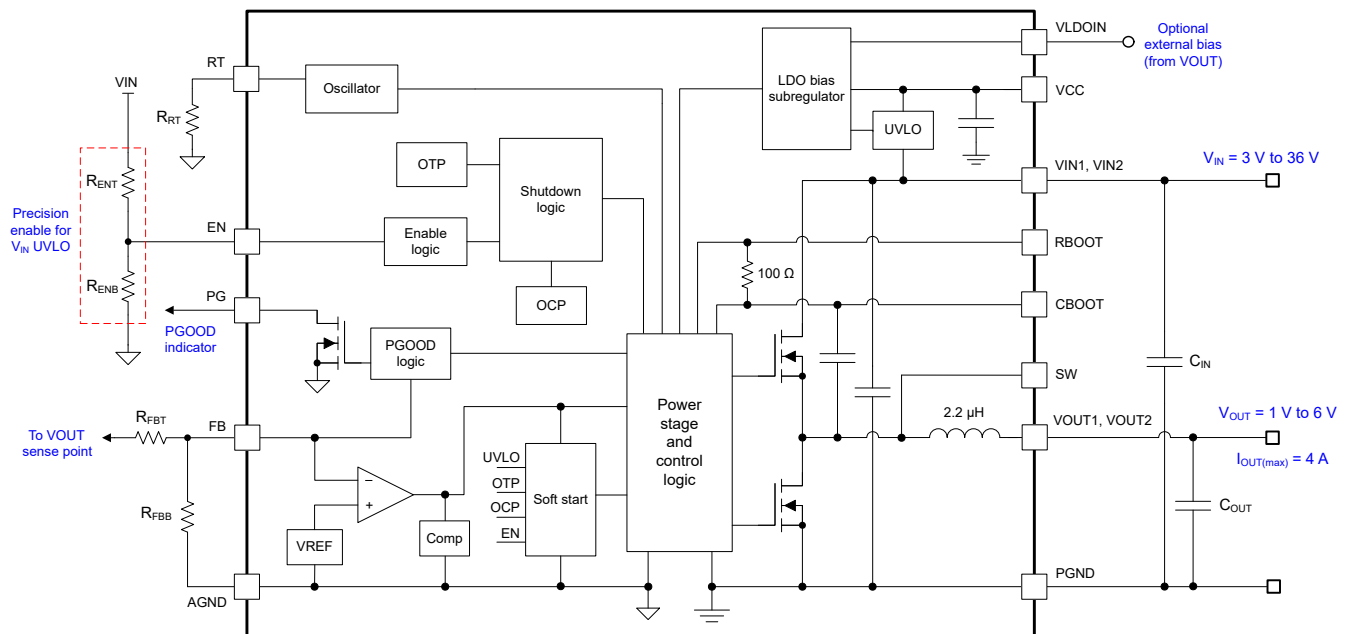 VLDOIN
Optional
external bias
(from VOUT)
RT
VIN
Oscillator
LDO bias
subregulator
VCC
RRT
UVLO
OTP
Shutdown
logic
VIN1, VIN2
VIN = 3 V to 36 V
RENT
Precision
enable for
VIN UVLO
EN
Enable
logic
RBOOT
100 Ω
RENB
OCP
PG
CBOOT
PGOOD
indicator
PGOOD
logic
CIN
SW
Power
stage
and
control
logic
RFBT
FB
2.2 µH
VOUT1, VOUT2
VOUT = 1 V to 6 V
To VOUT
sense point
IOUT(max) = 4 A
UVLO
OTP
OCP
EN
Soft start
−
+
RFBB
VREF
Comp
COUT
AGND
PGND